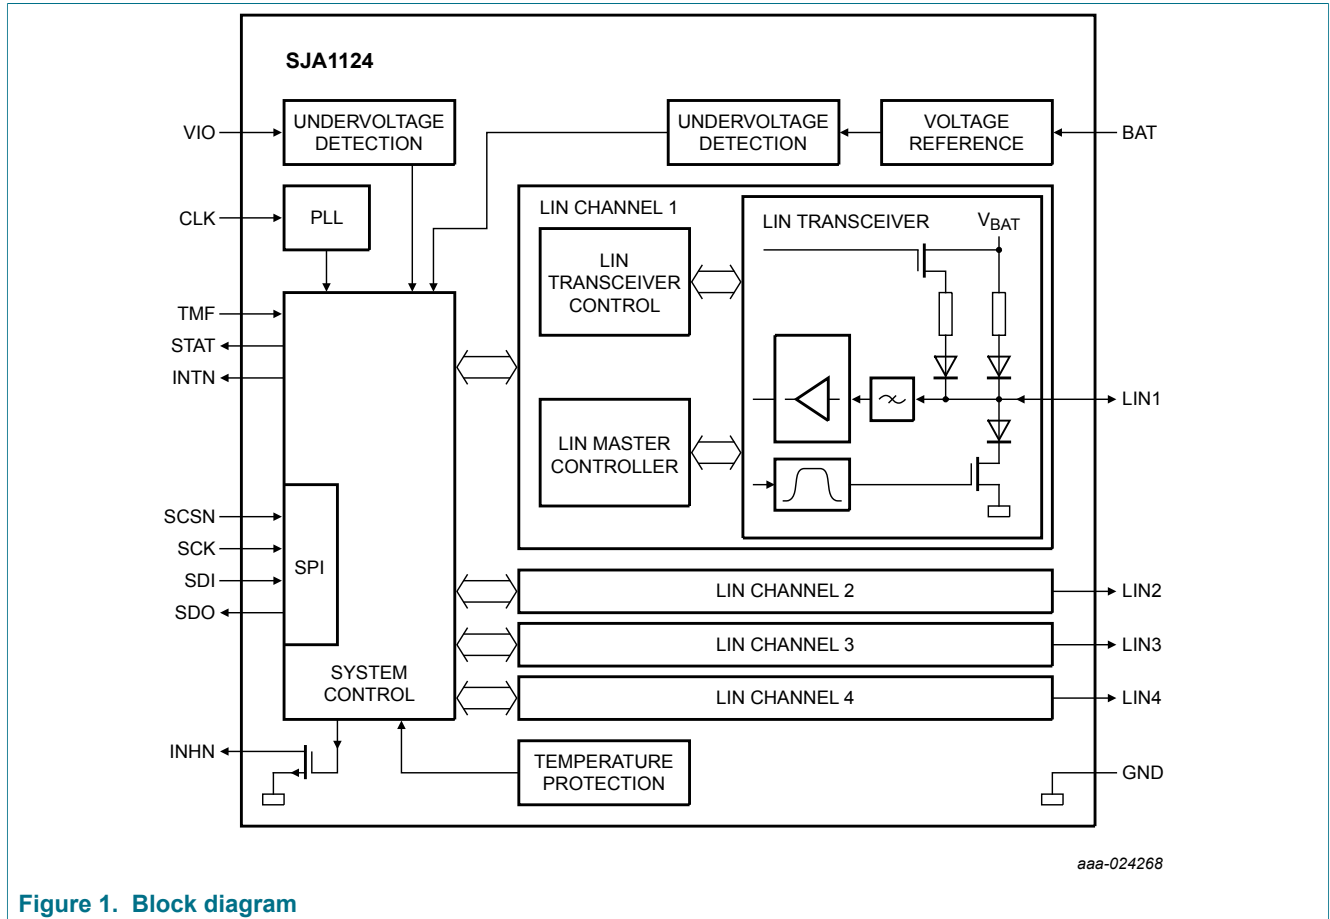 SJA1124
VIO
UNDERVOLTAGE
DETECTION
UNDERVOLTAGE
DETECTION
VOLTAGE
REFERENCE
BAT
CLK
PLL
LIN CHANNEL 1
LIN TRANSCEIVER
VBAT
LIN
TRANSCEIVER
CONTROL
TMF
STAT
INTN
LIN1
LIN MASTER
CONTROLLER
SCSN
SCK
SDI
SDO
SPI
LIN CHANNEL 2
LIN2
LIN CHANNEL 3
LIN3
SYSTEM
CONTROL
LIN CHANNEL 4
LIN4
INHN
TEMPERATURE
PROTECTION
GND
aaa-024268
Figure 1. Block diagram